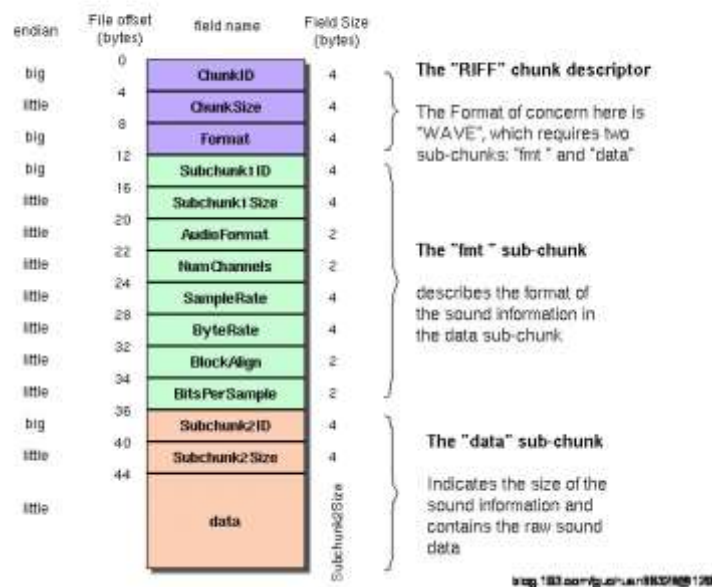 endian
File offset
(bytes)
field name
Field Size
(bytes)
0
big
ChunkID
4
4
little
ChunkSize
4
8
big
Format
4
12
big
Subchunk1ID
4
16
little
Subchunk1Size
4
20
little
AudioFormat
2
22
little
NumChannels
2
24
little
SampleRate
4
28
little
ByteRate
4
32
little
BlockAlign
2
34
little
BitsPerSample
2
36
big
Subchunk2ID
4
40
little
Subchunk2Size
4
44
little
data
Subchunk2Size
The "RIFF" chunk descriptor
The Format of concern here is
"WAVE", which requires two
sub-chunks: "fmt " and "data"
The "fmt " sub-chunk
describes the format of
the sound information in
the data sub-chunk
The "data" sub-chunk
Indicates the size of the
sound information and
contains the raw sound
data